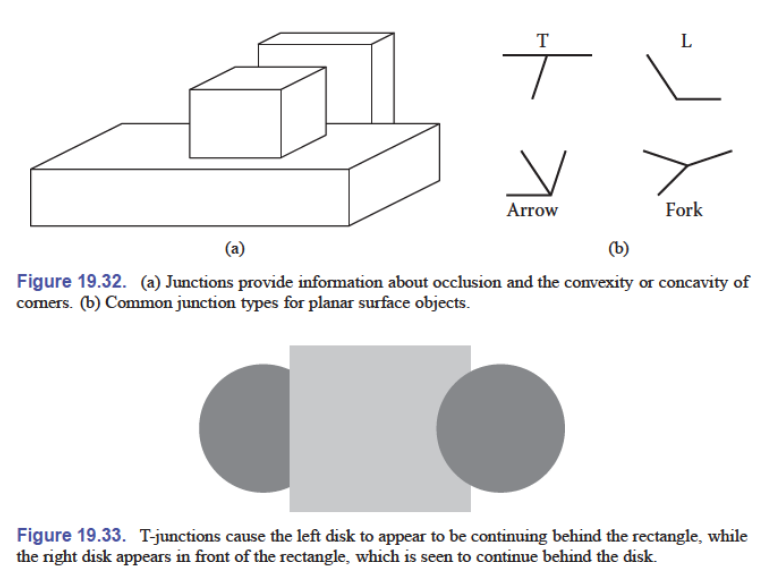 T L
Arrow Fork
(a) (b)
Figure 19.32. (a) Junctions provide information about occlusion and the convexity or concavity of
corners. (b) Common junction types for planar surface objects.
Figure 19.33. T-junctions cause the left disk to appear to be continuing behind the rectangle, while
the right disk appears in front of the rectangle, which is seen to continue behind the disk.